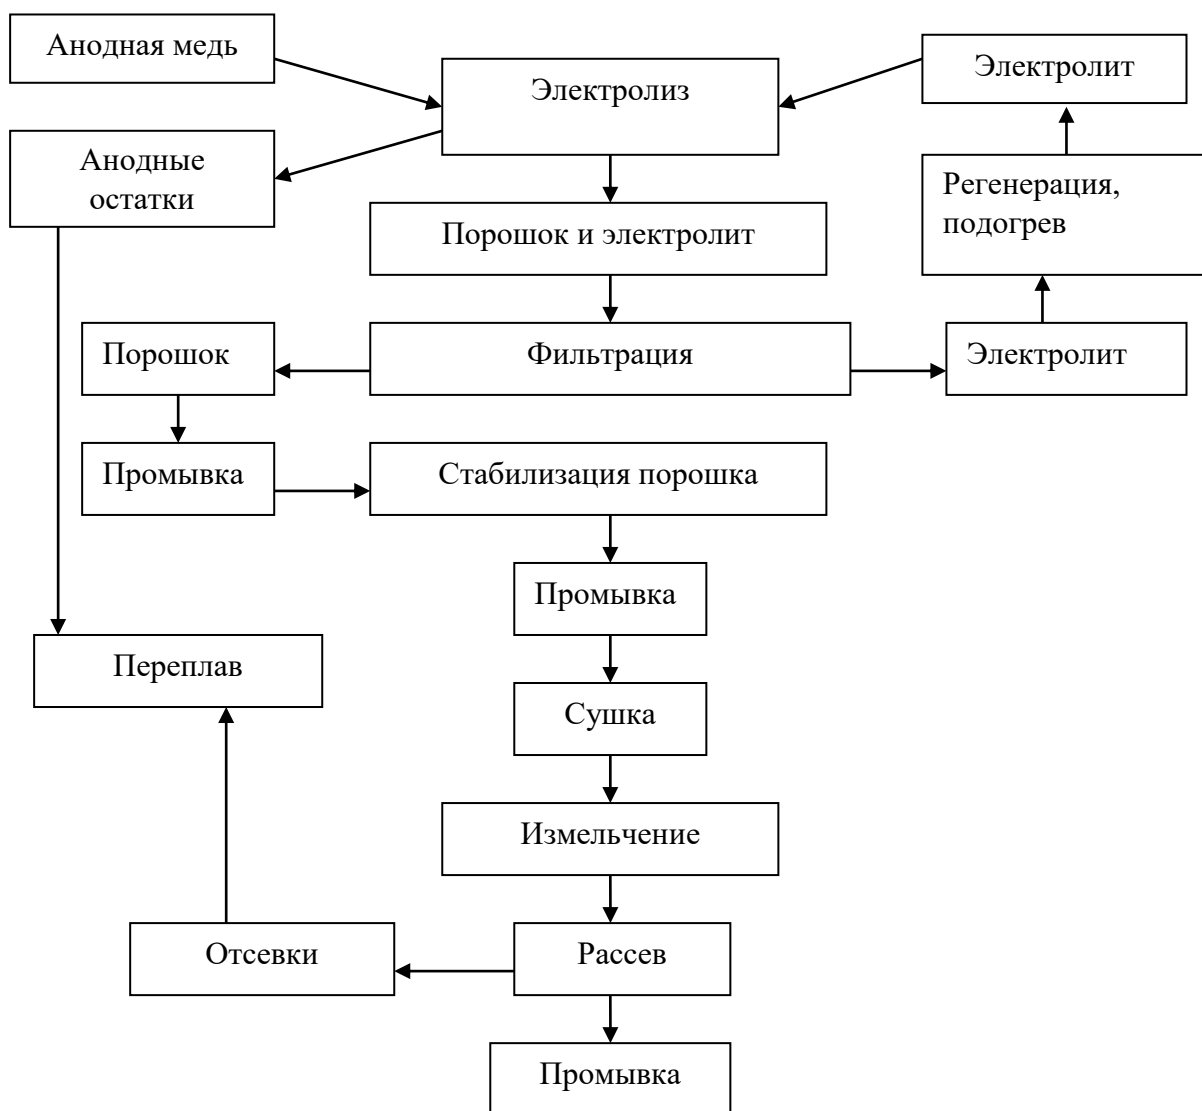 Анодная медь
Электролиз
Электролит
Анодные
остатки
Регенерация,
подогрев
Порошок и электролит
Порошок
Фильтрация
Электролит
Промывка
Стабилизация порошка
Промывка
Переплав
Сушка
Измельчение
Отсевки
Рассев
Промывка